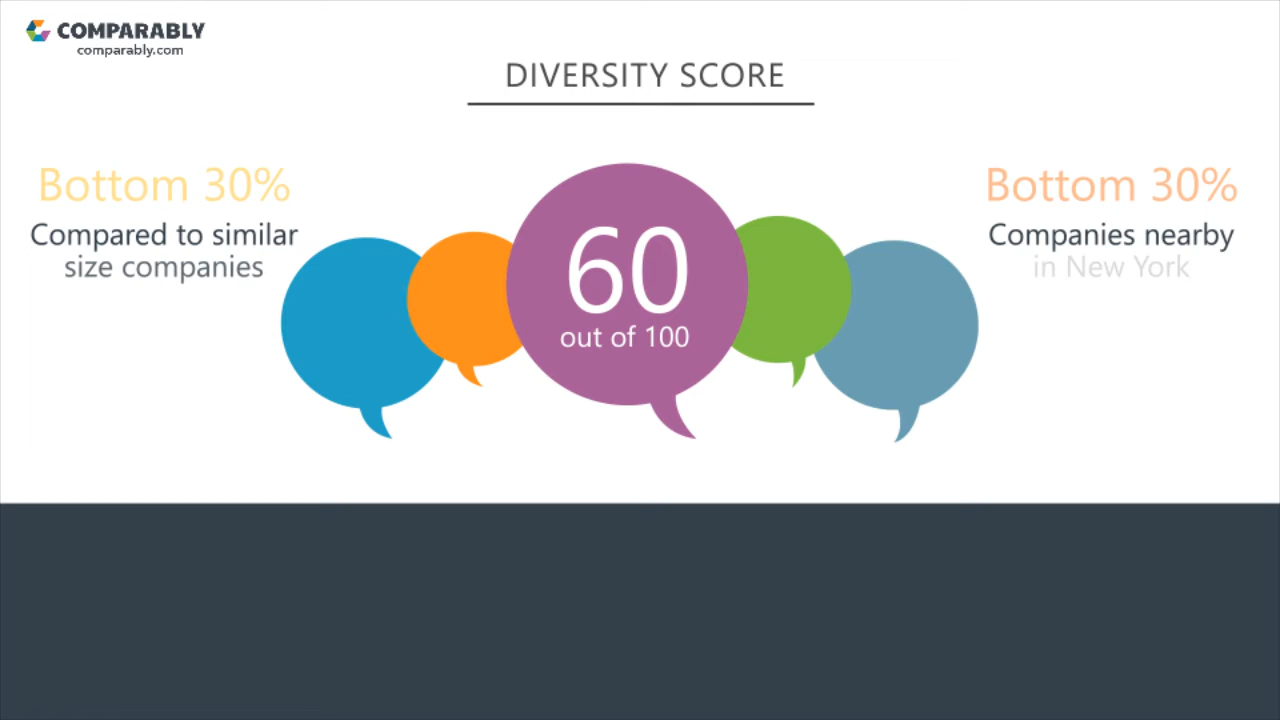 COMPARABLY
comparably.com
DIVERSITY SCORE
Bottom 30%
Compared to similar
size companies
60
out of 100
Bottom 30%
Companies nearby
in New York